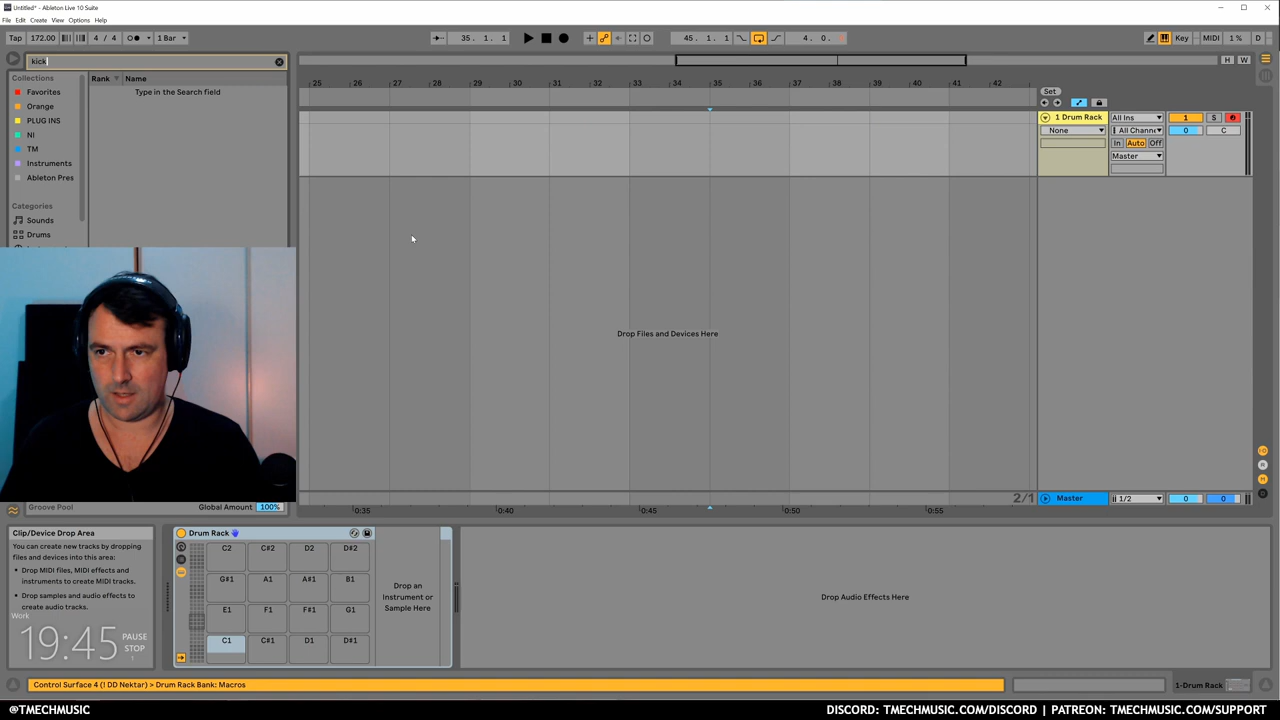 Untitled* - Ableton Live 10 Suite
File Edit Create View Options Help
Tap 172.00 4 / 4 1 Bar 35. 1. 1 45. 1. 1 4. 0. Key MIDI 1 % D
kick
H W
Collections Rank Name
Type in the Search field
Favorites
Orange
PLUG INS
NI
TM
Instruments
Ableton Pres
Categories
Sounds
Drums
25 26 27 28 29 30 31 32 33 34 35 36 37 38 39 40 41 42
Set
1 Drum Rack All Ins 1 S
None All Channe 0 C
In Auto Off
Master
Drop Files and Devices Here
2/1
Master 1/2 0 0
Groove Pool Global Amount 100%
0:35 0:40 0:45 0:50 0:55
Clip/Device Drop Area
You can create new tracks by dropping
files and devices into this area:
• Drop MIDI files, MIDI effects and
instruments to create MIDI tracks.
• Drop samples and audio effects to
create audio tracks.
Work
19:45 PAUSE
STOP
Drum Rack
C2 C#2 D2 D#2
G#1 A1 A#1 B1
E1 F1 F#1 G1
C1 C#1 D1 D#1
Drop an
Instrument or
Sample Here
Drop Audio Effects Here
Control Surface 4 (! DD Nektar) > Drum Rack Bank: Macros
1-Drum Rack
@TMECHMUSIC DISCORD: TMECHMUSIC.COM/DISCORD | PATREON: TMECHMUSIC.COM/SUPPORT